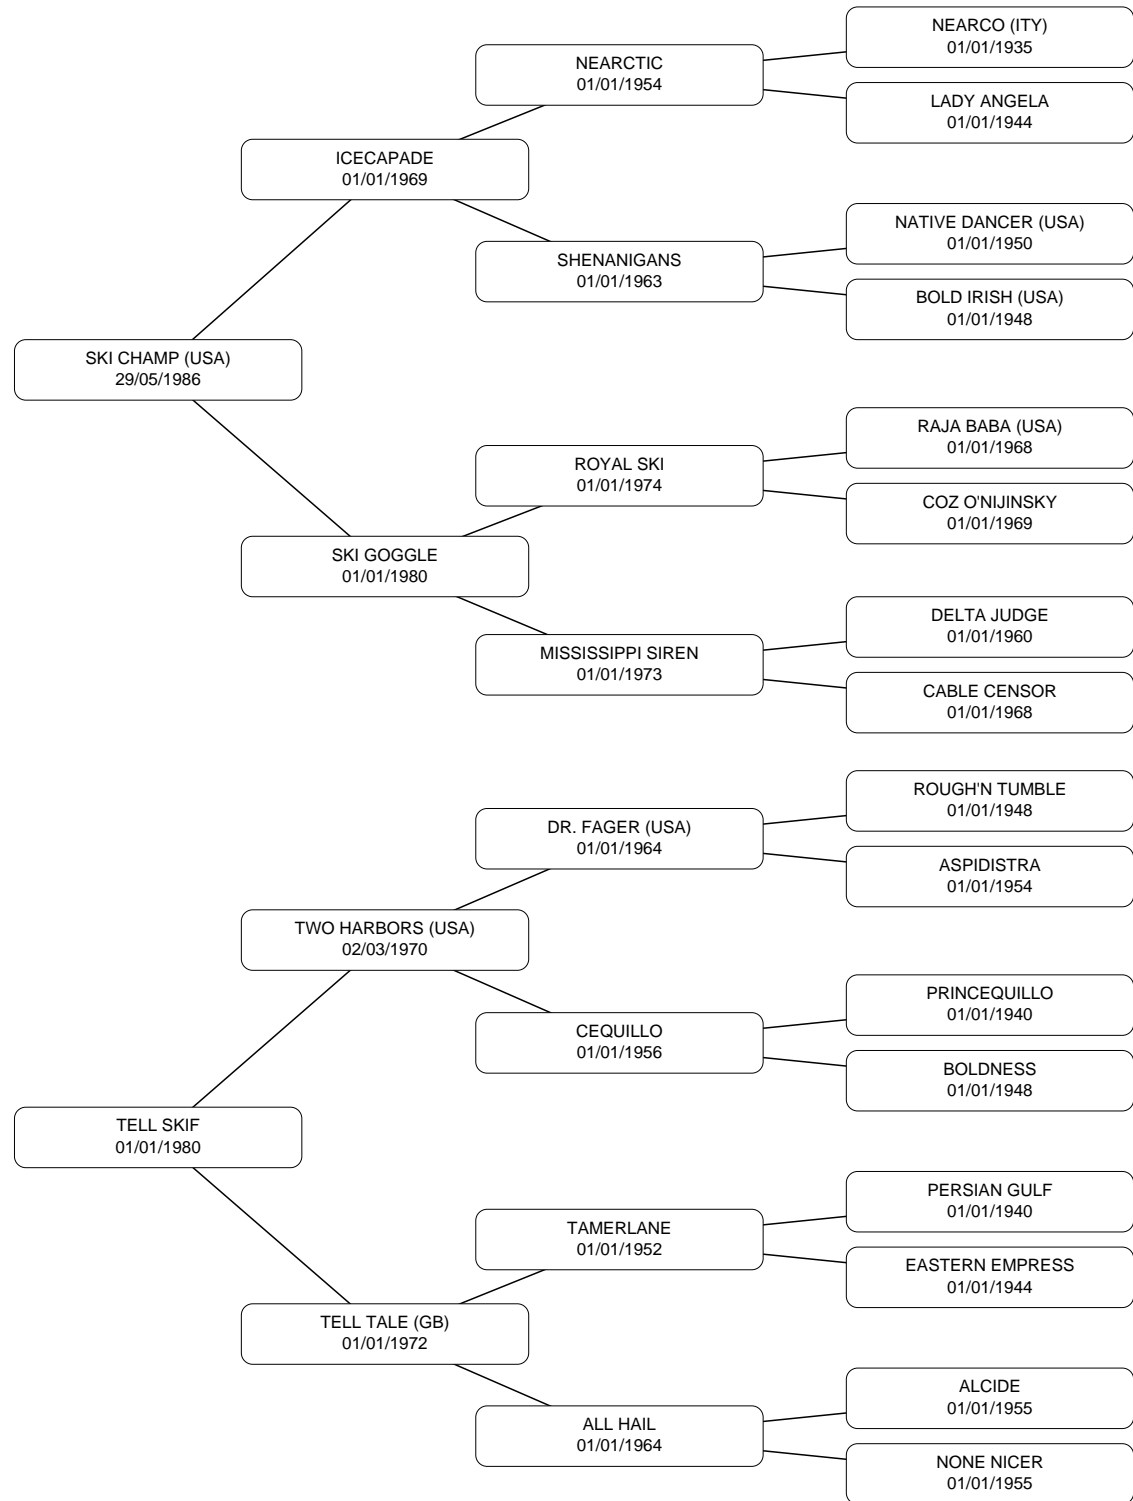 NEARCO (ITY)
01/01/1935
NEARCTIC
01/01/1954
LADY ANGELA
01/01/1944
ICECAPADE
01/01/1969
NATIVE DANCER (USA)
01/01/1950
SHENANIGANS
01/01/1963
BOLD IRISH (USA)
01/01/1948
SKI CHAMP (USA)
29/05/1986
RAJA BABA (USA)
01/01/1968
ROYAL SKI
01/01/1974
COZ O'NIJINSKY
01/01/1969
SKI GOGGLE
01/01/1980
DELTA JUDGE
01/01/1960
MISSISSIPPI SIREN
01/01/1973
CABLE CENSOR
01/01/1968
ROUGH'N TUMBLE
01/01/1948
DR. FAGER (USA)
01/01/1964
ASPIDISTRA
01/01/1954
TWO HARBORS (USA)
02/03/1970
PRINCEQUILLO
01/01/1940
CEQUILLO
01/01/1956
BOLDNESS
01/01/1948
TELL SKIF
01/01/1980
PERSIAN GULF
01/01/1940
TAMERLANE
01/01/1952
EASTERN EMPRESS
01/01/1944
TELL TALE (GB)
01/01/1972
ALCIDE
01/01/1955
ALL HAIL
01/01/1964
NONE NICER
01/01/1955